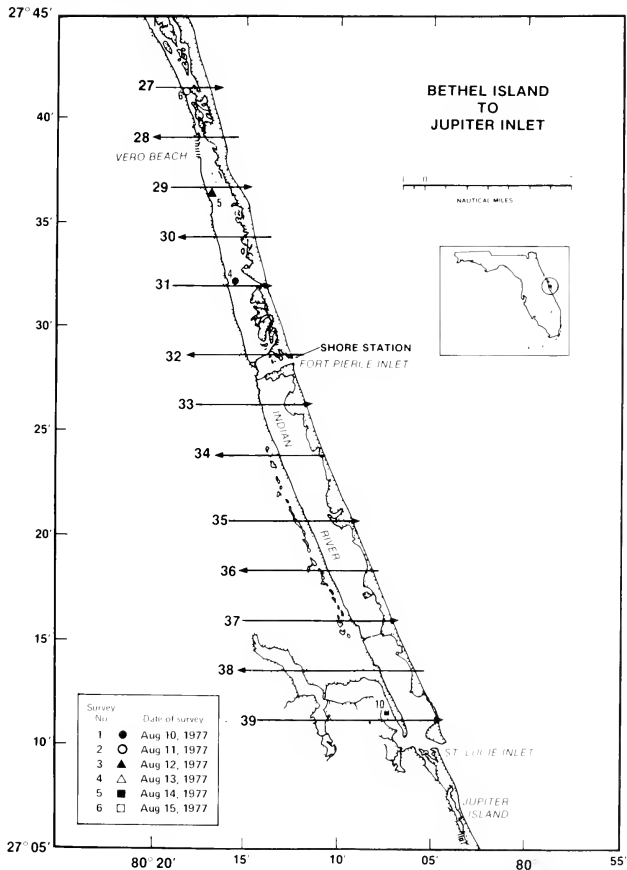 27° 45′
BETHEL ISLAND
TO
JUPITER INLET
27
6
40′
28
VERO BEACH
NAUTICAL MILES
29
5
35′
30
4
31
30′
SHORE STATION
32
FORT PIERCE INLET
33
25′
INDIAN
34
35
20′
RIVER
36
37
15′
38
10
39
10′
ST. LUCIE INLET
JUPITER
ISLAND
Survey
No. Date of survey
1 ● Aug 10, 1977
2 ○ Aug 11, 1977
3 ▲ Aug 12, 1977
4 △ Aug 13, 1977
5 ■ Aug 14, 1977
6 □ Aug 15, 1977
27° 05′
80° 20′ 15′ 10′ 05′ 80°